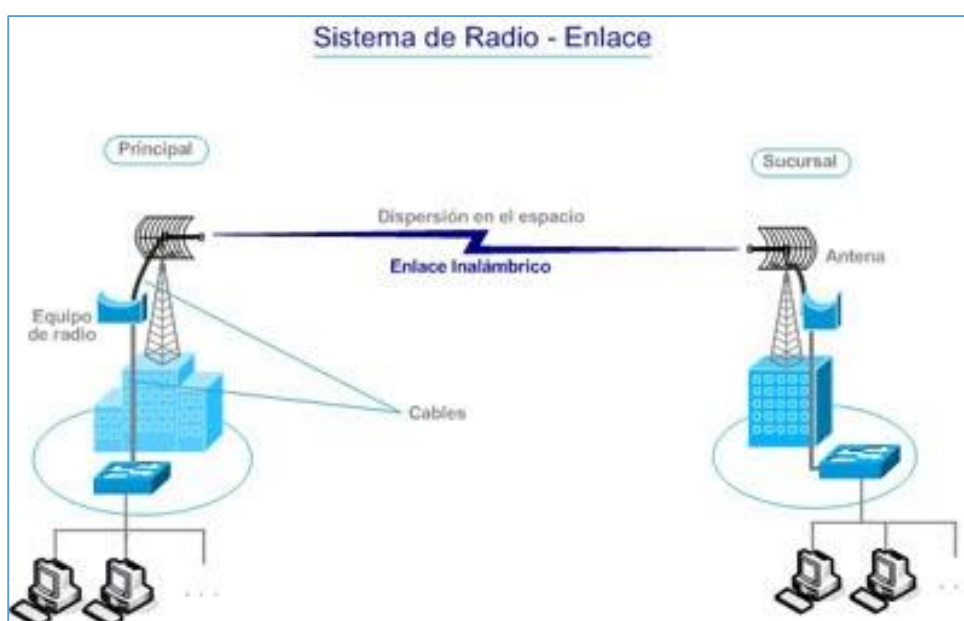 Sistema de Radio - Enlace
Principal
Sucursal
Dispersión en el espacio
Enlace Inalámbrico
Antena
Equipo
de radio
Cables
. . .
. .